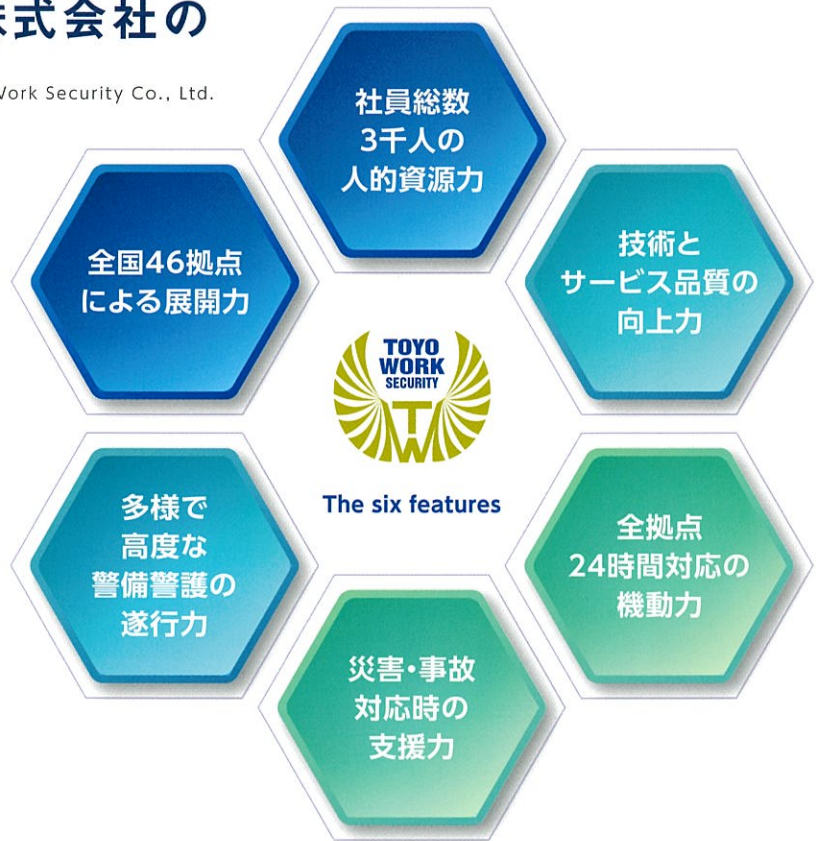 株式会社の
Work Security Co., Ltd.
社員総数
3千人の
人的資源力
全国46拠点
による展開力
技術と
サービス品質の
向上力
TOYO
WORK
SECURITY
TW
The six features
多様で
高度な
警備警護の
遂行力
全拠点
24時間対応の
機動力
災害・事故
対応時の
支援力